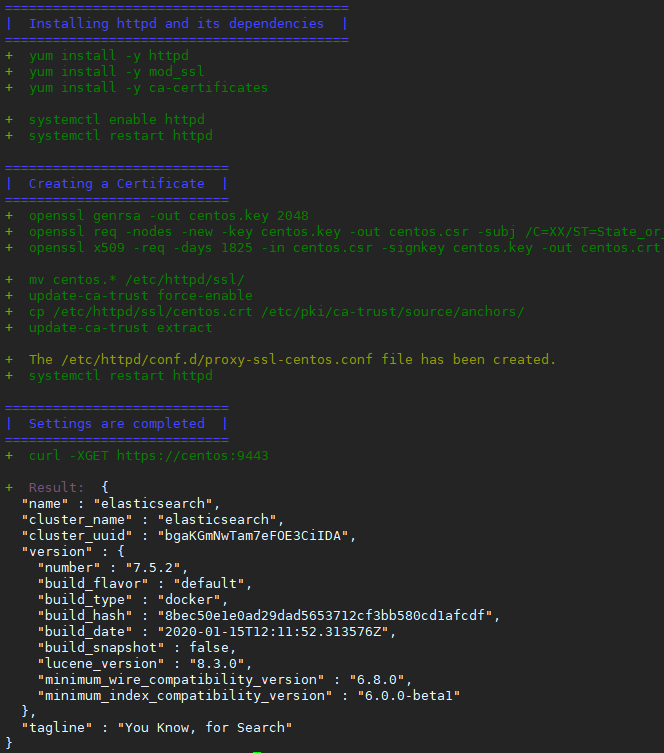 ===========================================
|  Installing httpd and its dependencies  |
===========================================
+  yum install -y httpd
+  yum install -y mod_ssl
+  yum install -y ca-certificates
+  systemctl enable httpd
+  systemctl restart httpd
============================
|  Creating a Certificate  |
============================
+  openssl genrsa -out centos.key 2048
+  openssl req -nodes -new -key centos.key -out centos.csr -subj /C=XX/ST=State_or_
+  openssl x509 -req -days 1825 -in centos.csr -signkey centos.key -out centos.crt
+  mv centos.* /etc/httpd/ssl/
+  update-ca-trust force-enable
+  cp /etc/httpd/ssl/centos.crt /etc/pki/ca-trust/source/anchors/
+  update-ca-trust extract
+  The /etc/httpd/conf.d/proxy-ssl-centos.conf file has been created.
+  systemctl restart httpd
============================
|  Settings are completed  |
============================
+  curl -XGET https://centos:9443
+  Result:  {
  "name" : "elasticsearch",
  "cluster_name" : "elasticsearch",
  "cluster_uuid" : "bgaKGmNwTam7eFOE3CiIDA",
  "version" : {
    "number" : "7.5.2",
    "build_flavor" : "default",
    "build_type" : "docker",
    "build_hash" : "8bec50e1e0ad29dad5653712cf3bb580cd1afcdf",
    "build_date" : "2020-01-15T12:11:52.313576Z",
    "build_snapshot" : false,
    "lucene_version" : "8.3.0",
    "minimum_wire_compatibility_version" : "6.8.0",
    "minimum_index_compatibility_version" : "6.0.0-beta1"
  },
  "tagline" : "You Know, for Search"
}